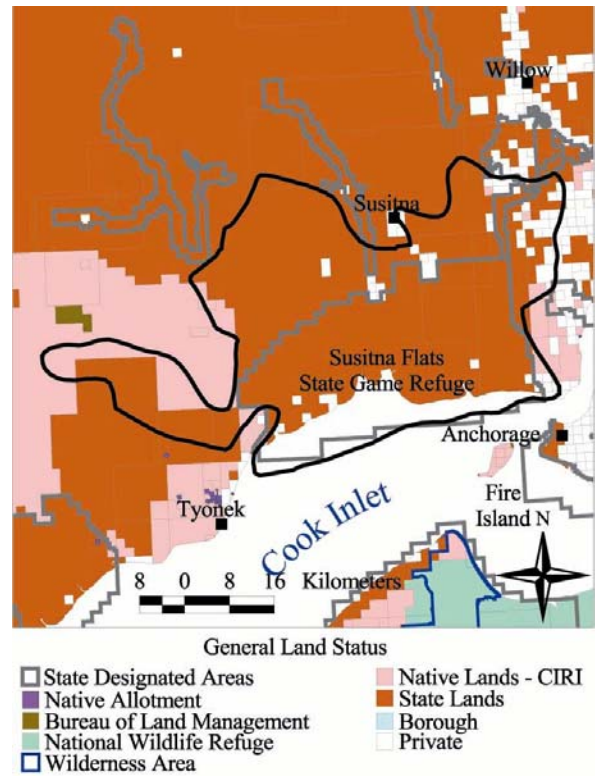 Willow
Susitna
Susitna Flats
State Game Refuge
Anchorage
Fire
Island N
Tyonek
Cook Inlet
Kilometers
8 0 8 16
General Land Status
State Designated Areas
Native Allotment
Bureau of Land Management
National Wildlife Refuge
Wilderness Area
Native Lands - CIRI
State Lands
Borough
Private